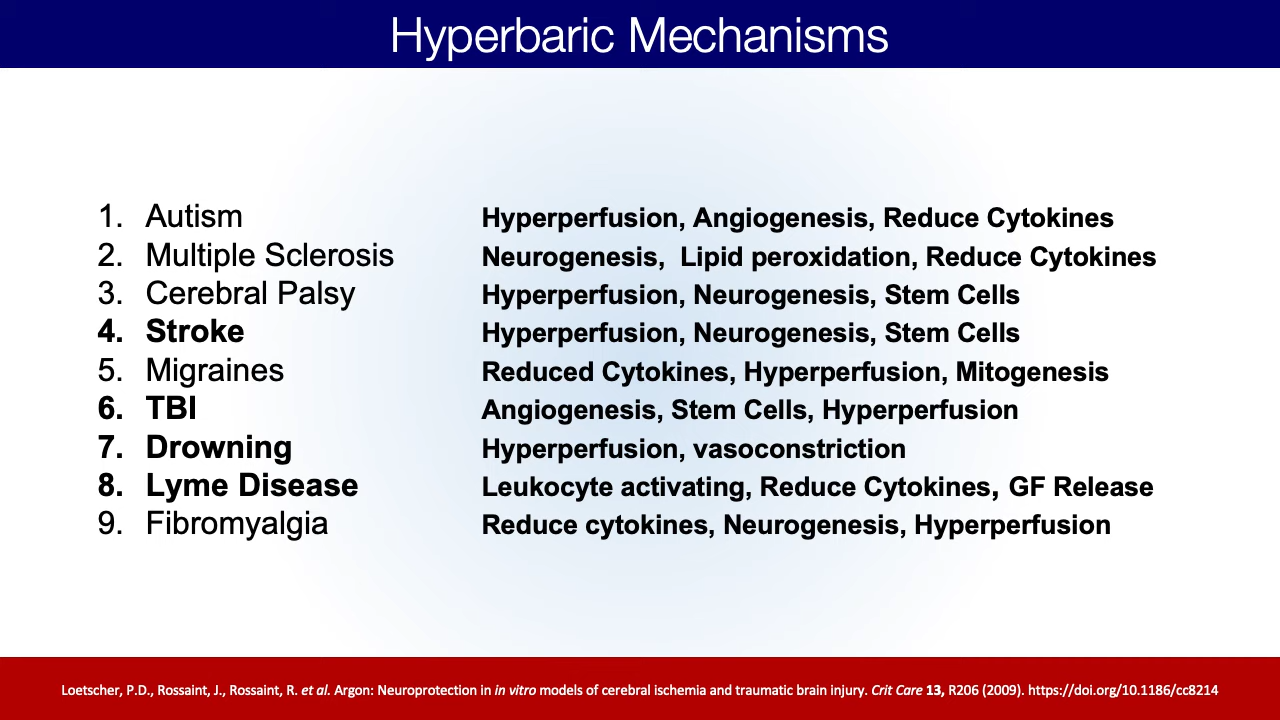 Hyperbaric Mechanisms
1. Autism Hyperperfusion, Angiogenesis, Reduce Cytokines
2. Multiple Sclerosis Neurogenesis, Lipid peroxidation, Reduce Cytokines
3. Cerebral Palsy Hyperperfusion, Neurogenesis, Stem Cells
4. Stroke Hyperperfusion, Neurogenesis, Stem Cells
5. Migraines Reduced Cytokines, Hyperperfusion, Mitogenesis
6. TBI Angiogenesis, Stem Cells, Hyperperfusion
7. Drowning Hyperperfusion, vasoconstriction
8. Lyme Disease Leukocyte activating, Reduce Cytokines, GF Release
9. Fibromyalgia Reduce cytokines, Neurogenesis, Hyperperfusion
Loetscher, P.D., Rossaint, J., Rossaint, R. et al. Argon: Neuroprotection in in vitro models of cerebral ischemia and traumatic brain injury. Crit Care 13, R206 (2009). https://doi.org/10.1186/cc8214